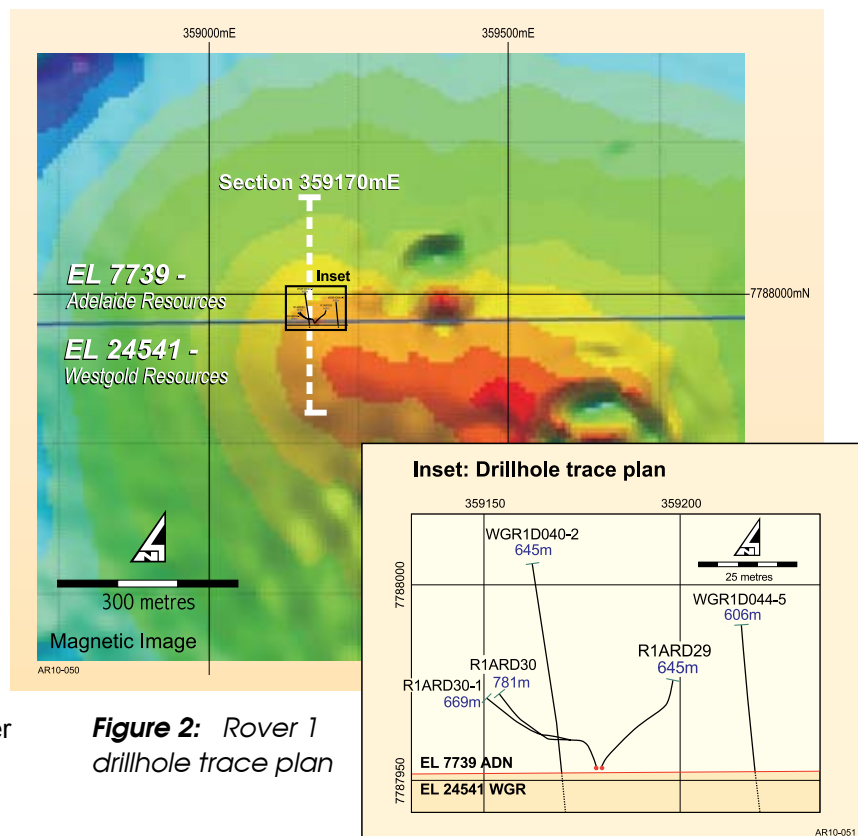 359000mE
359500mE
Section 359170mE
EL 7739 -
Adelaide Resources
Inset
7788000mN
EL 24541 -
Westgold Resources
300 metres
Magnetic Image
AR10-050
Inset: Drillhole trace plan
359150
359200
WGR1D040-2
645m
25 metres
7788000
WGR1D044-5
606m
R1ARD30
781m
R1ARD29
645m
R1ARD30-1
669m
7787950
EL 7739 ADN
EL 24541 WGR
AR10-051
er
Figure 2: Rover 1
drillhole trace plan